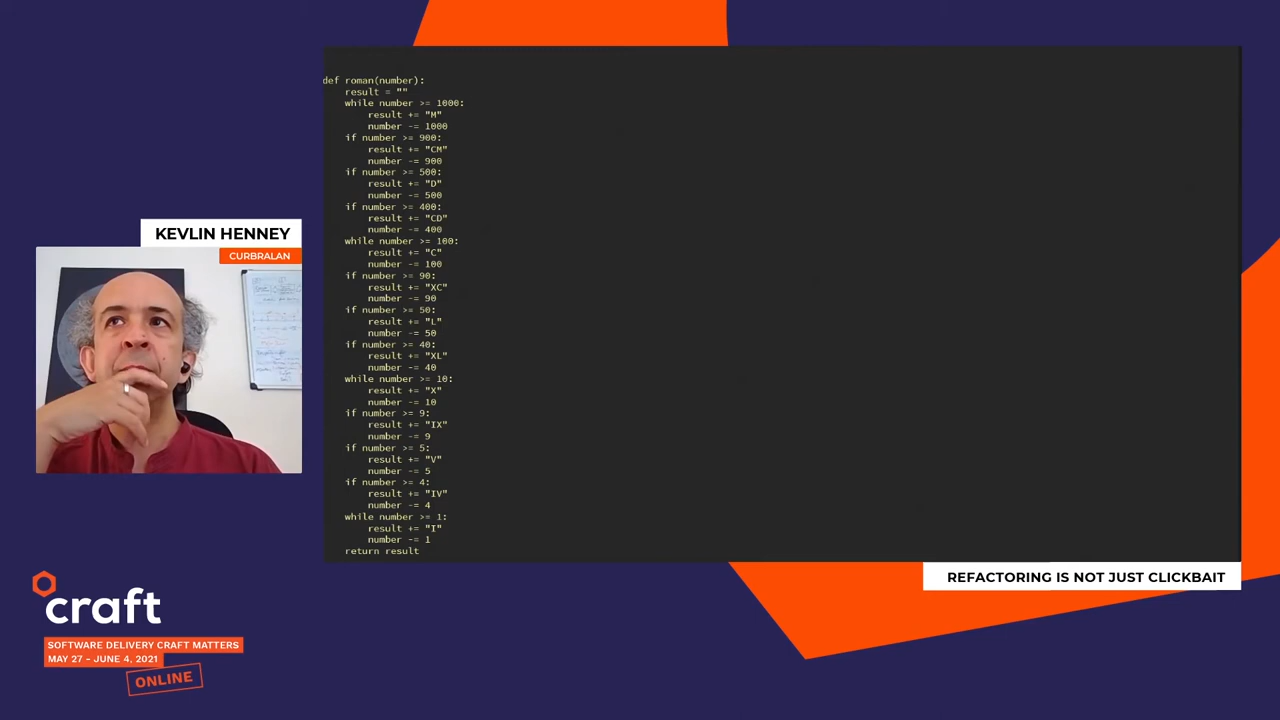 def roman(number):
    result = ""
    while number >= 1000:
        result += "M"
        number -= 1000
    if number >= 900:
        result += "CM"
        number -= 900
    if number >= 500:
        result += "D"
        number -= 500
    if number >= 400:
        result += "CD"
        number -= 400
    while number >= 100:
        result += "C"
        number -= 100
    if number >= 90:
        result += "XC"
        number -= 90
    if number >= 50:
        result += "L"
        number -= 50
    if number >= 40:
        result += "XL"
        number -= 40
    while number >= 10:
        result += "X"
        number -= 10
    if number >= 9:
        result += "IX"
        number -= 9
    if number >= 5:
        result += "V"
        number -= 5
    if number >= 4:
        result += "IV"
        number -= 4
    while number >= 1:
        result += "I"
        number -= 1
    return result
KEVLIN HENNEY
CURBRALAN
REFACTORING IS NOT JUST CLICKBAIT
craft
SOFTWARE DELIVERY CRAFT MATTERS
MAY 27 - JUNE 4, 2021
ONLINE